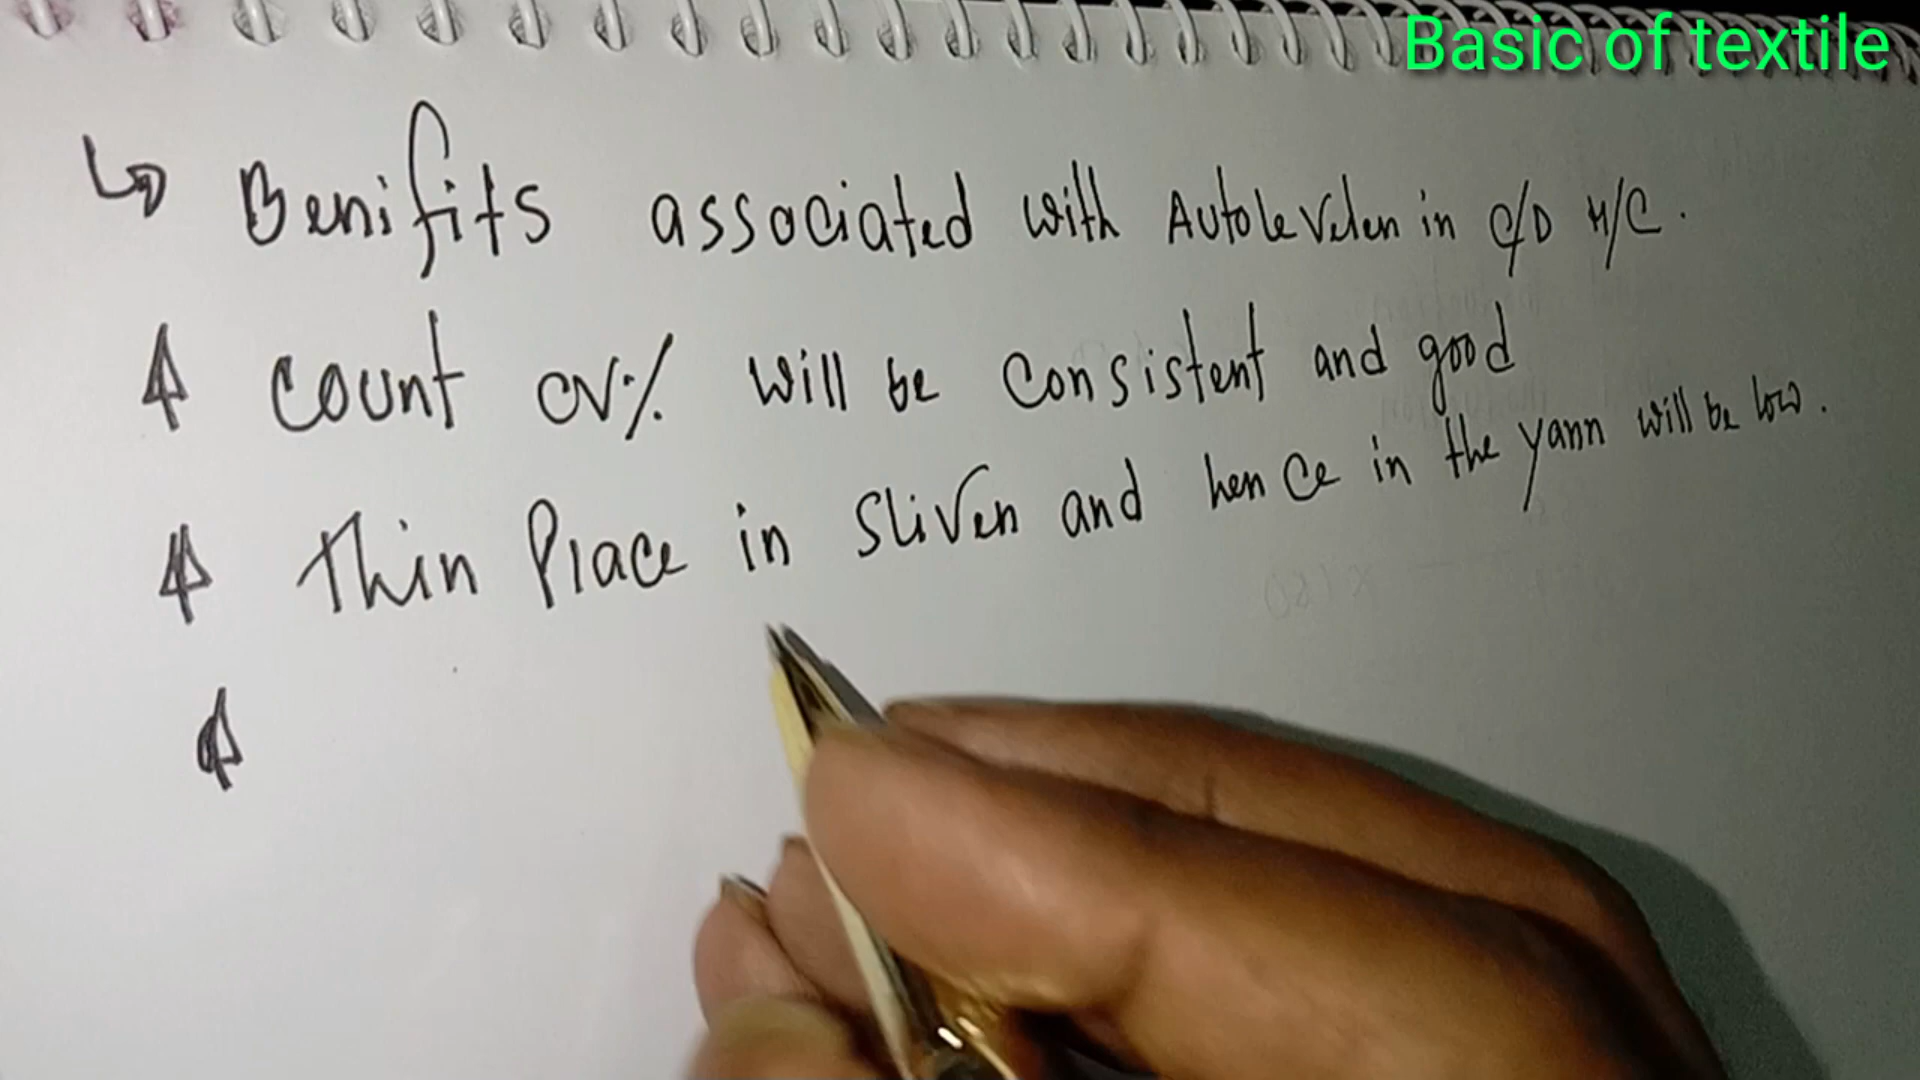 Basic of textile
Benifits associated with Autoleveler in C/D M/C.
Count CV% will be consistent and good
Thin Place in Sliver and hence in the yarn will be low.